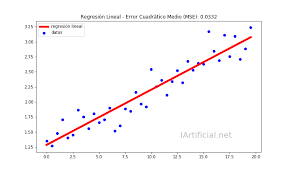 Regresión Lineal - Error Cuadrático Medio (MSE): 0.0332
regresión lineal
datos
3.25
3.00
2.75
2.50
2.25
2.00
1.75
1.50
1.25
IArtificial.net
0.0 2.5 5.0 7.5 10.0 12.5 15.0 17.5 20.0